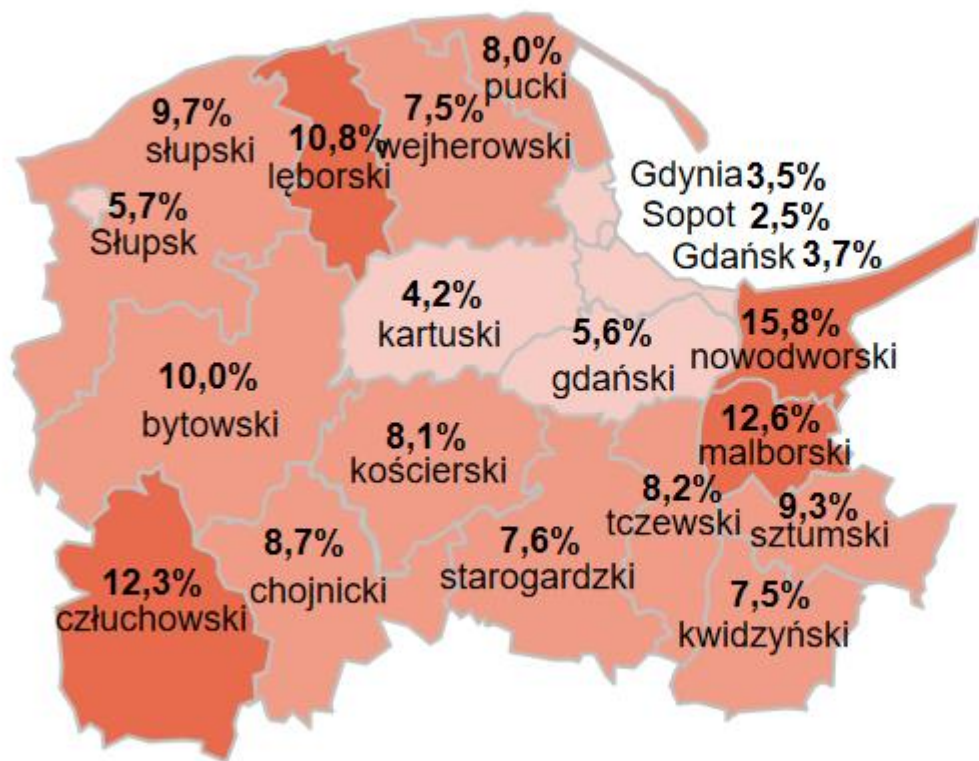 8,0%
pucki
9,7%
słupski
7,5%
wejherowski
10,8%
lęborski
Gdynia 3,5%
Sopot 2,5%
Gdańsk 3,7%
5,7%
Słupsk
4,2%
kartuski
5,6%
gdański
15,8%
nowodworski
10,0%
bytowski
8,1%
kościerski
12,6%
malborski
8,2%
tczewski
9,3%
sztumski
12,3%
człuchowski
8,7%
chojnicki
7,6%
starogardzki
7,5%
kwidzyński